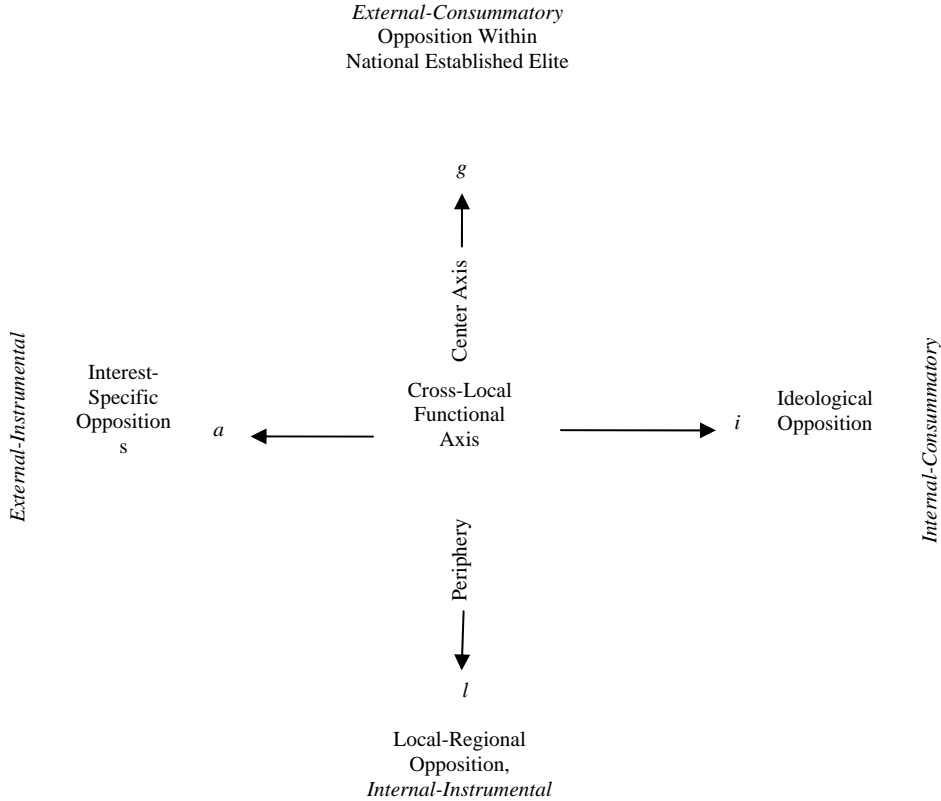 External-Consummatory
Opposition Within
National Established Elite
g
Center Axis
External-Instrumental
Interest-
Specific
Opposition
s
a
Cross-Local
Functional
Axis
i
Ideological
Opposition
Internal-Consummatory
Periphery
l
Local-Regional
Opposition,
Internal-Instrumental